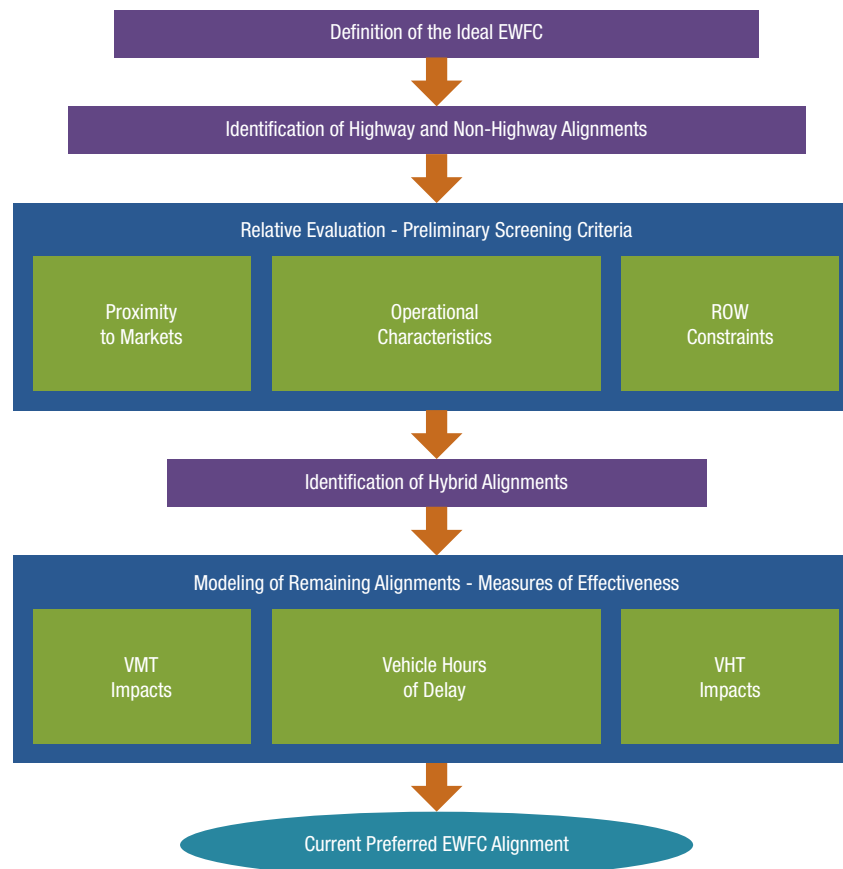 Definition of the Ideal EWFC
Identification of Highway and Non-Highway Alignments
Relative Evaluation - Preliminary Screening Criteria
Proximity
to Markets
Operational
Characteristics
ROW
Constraints
Identification of Hybrid Alignments
Modeling of Remaining Alignments - Measures of Effectiveness
VMT
Impacts
Vehicle Hours
of Delay
VHT
Impacts
Current Preferred EWFC Alignment